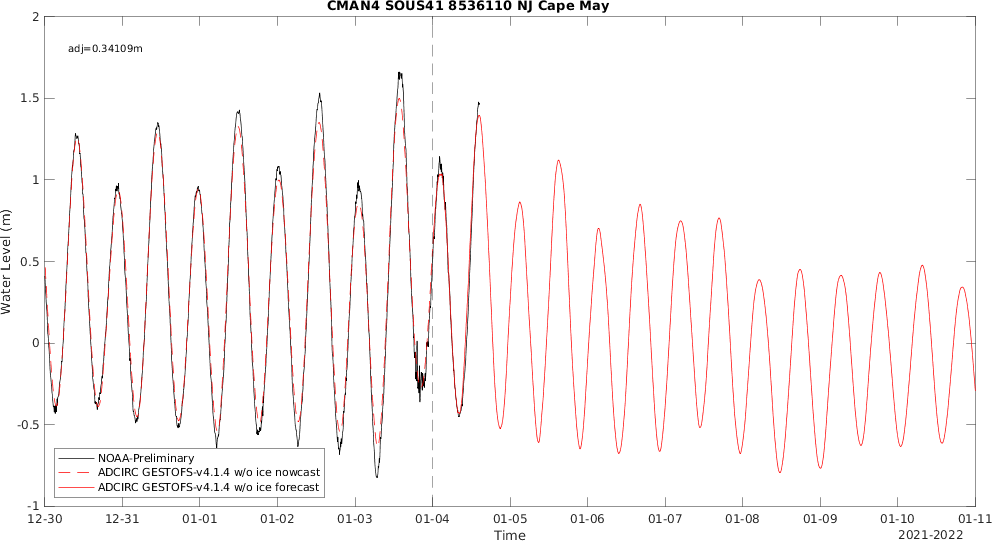 CMAN4 SOUS41 8536110 NJ Cape May
adj=0.34109m
2
1.5
1
0.5
0
-0.5
-1
Water Level (m)
NOAA-Preliminary
ADCIRC GESTOFS-v4.1.4 w/o ice nowcast
ADCIRC GESTOFS-v4.1.4 w/o ice forecast
12-30 12-31 01-01 01-02 01-03 01-04 01-05 01-06 01-07 01-08 01-09 01-10 01-11
Time
2021-2022